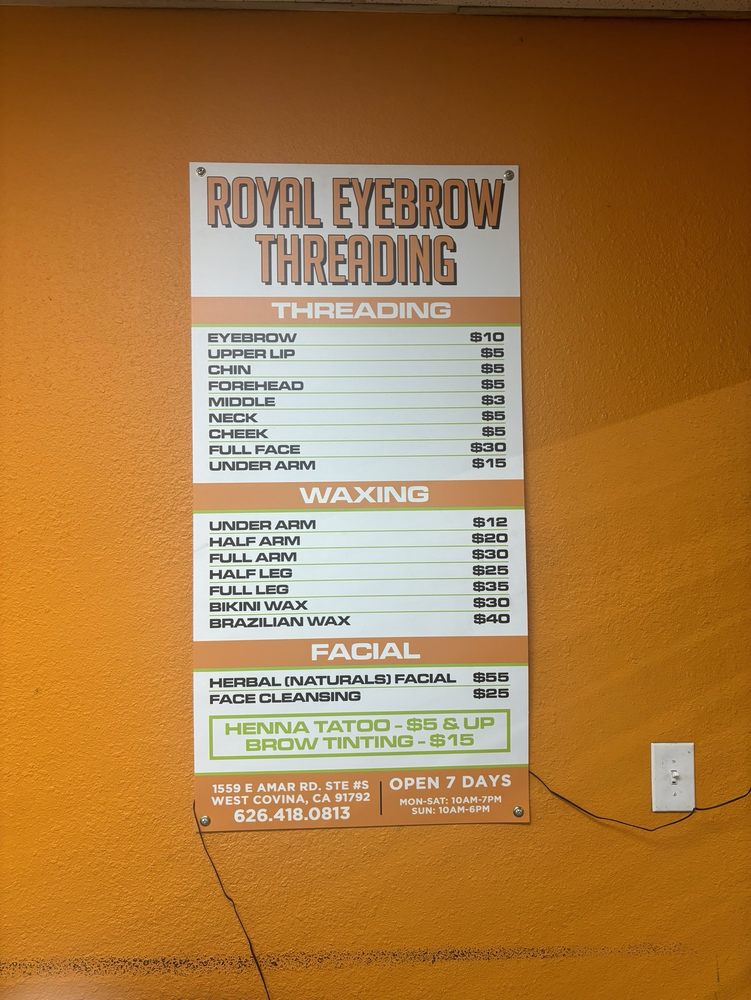 ROYAL EYEBROW
THREADING
THREADING
EYEBROW $10
UPPER LIP $5
CHIN $5
FOREHEAD $5
MIDDLE $3
NECK $5
CHEEK $5
FULL FACE $30
UNDER ARM $15
WAXING
UNDER ARM $12
HALF ARM $20
FULL ARM $30
HALF LEG $25
FULL LEG $35
BIKINI WAX $30
BRAZILIAN WAX $40
FACIAL
HERBAL (NATURALS) FACIAL $55
FACE CLEANSING $25
HENNA TATOO - $5 & UP
BROW TINTING - $15
1559 E AMAR RD. STE #S
WEST COVINA, CA 91792
626.418.0813
OPEN 7 DAYS
MON-SAT: 10AM-7PM
SUN: 10AM-6PM